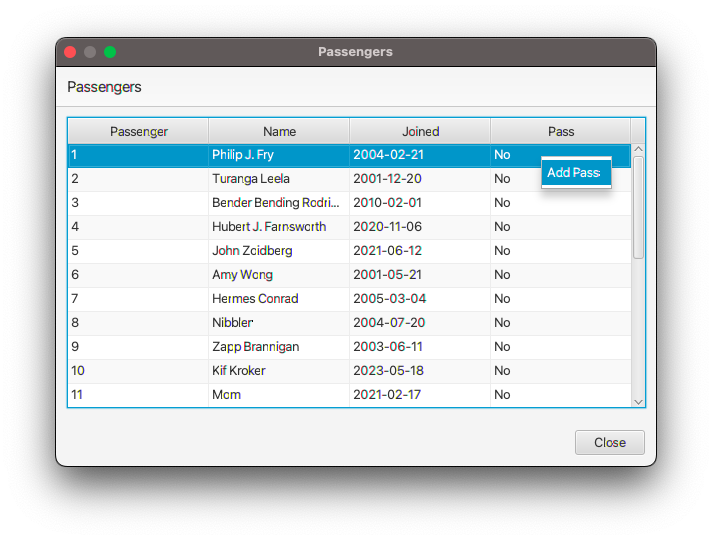 Passengers
Passengers
Passenger Name Joined Pass
1 Philip J. Fry 2004-02-21 No
Add Pass
2 Turanga Leela 2001-12-20 No
3 Bender Bending Rodri... 2010-02-01 No
4 Hubert J. Farnsworth 2020-11-06 No
5 John Zoidberg 2021-06-12 No
6 Amy Wong 2001-05-21 No
7 Hermes Conrad 2005-03-04 No
8 Nibbler 2004-07-20 No
9 Zapp Brannigan 2003-06-11 No
10 Kif Kroker 2023-05-18 No
11 Mom 2021-02-17 No
Close